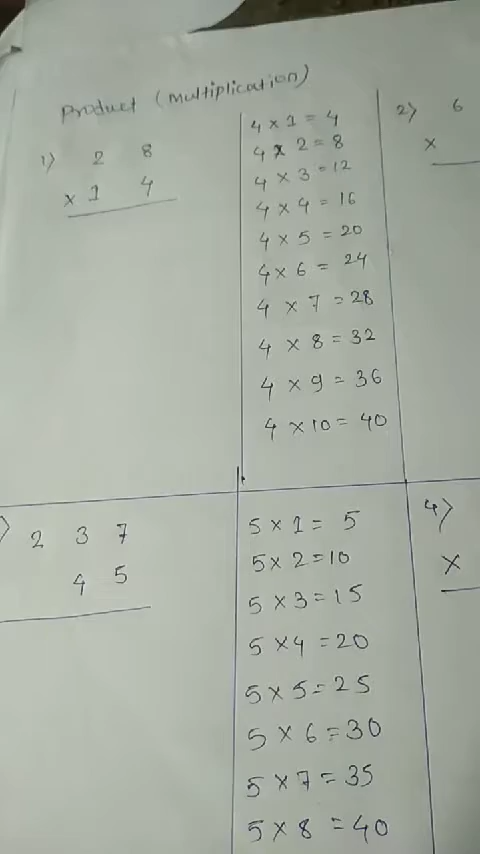 Product (Multiplication)
1) 2 8
× 1 4
4 × 1 = 4
4 × 2 = 8
4 × 3 = 12
4 × 4 = 16
4 × 5 = 20
4 × 6 = 24
4 × 7 = 28
4 × 8 = 32
4 × 9 = 36
4 × 10 = 40
2) 6
×
) 2 3 7
4 5
5 × 1 = 5
5 × 2 = 10
5 × 3 = 15
5 × 4 = 20
5 × 5 = 25
5 × 6 = 30
5 × 7 = 35
5 × 8 = 40
4)
×